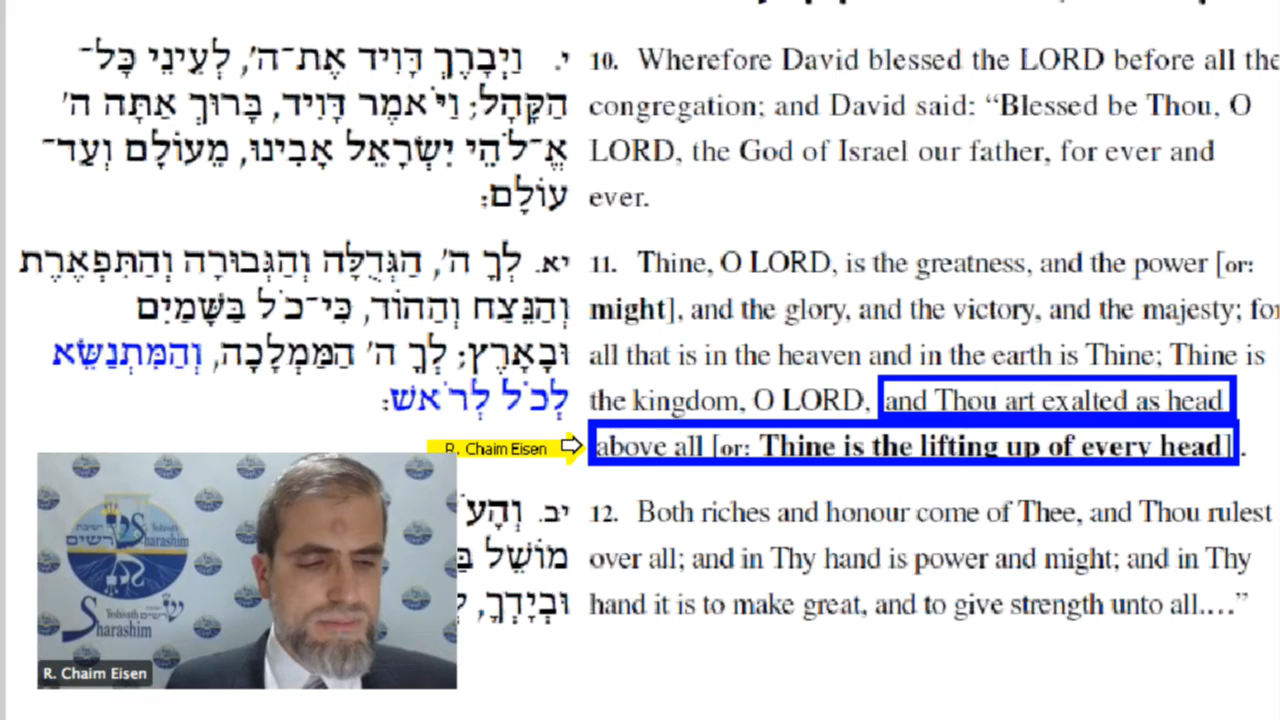 י. וַיְבָרֶךְ דָּוִיד אֶת־ה', לְעֵינֵי כָּל־
הַקָּהָל; וַיֹּאמֶר דָּוִיד, בָּרוּךְ אַתָּה ה'
אֱ־לֹהֵי יִשְׂרָאֵל אָבִינוּ, מֵעוֹלָם וְעַד־
עוֹלָם:
10. Wherefore David blessed the LORD before all the
congregation; and David said: “Blessed be Thou, O
LORD, the God of Israel our father, for ever and
ever.
יא. לְךָ ה', הַגְּדֻלָּה וְהַגְּבוּרָה וְהַתִּפְאֶרֶת
וְהַנֵּצַח וְהַהוֹד, כִּי־כֹל בַּשָּׁמַיִם
וּבָאָרֶץ; לְךָ ה' הַמַּמְלָכָה, וְהַמִּתְנַשֵּׂא
לְכֹל לְרֹאשׁ:
11. Thine, O LORD, is the greatness, and the power [or:
might], and the glory, and the victory, and the majesty; for
all that is in the heaven and in the earth is Thine; Thine is
the kingdom, O LORD, and Thou art exalted as head
above all [or: Thine is the lifting up of every head].
R. Chaim Eisen
יב. וְהָעֹ
מוֹשֵׁל בַּ
וּבְיָדְךָ,
12. Both riches and honour come of Thee, and Thou rulest
over all; and in Thy hand is power and might; and in Thy
hand it is to make great, and to give strength unto all....”
ישיבת
שרשים
Yeshivath
Sharashim
Yeshivath
Sharashim
R. Chaim Eisen